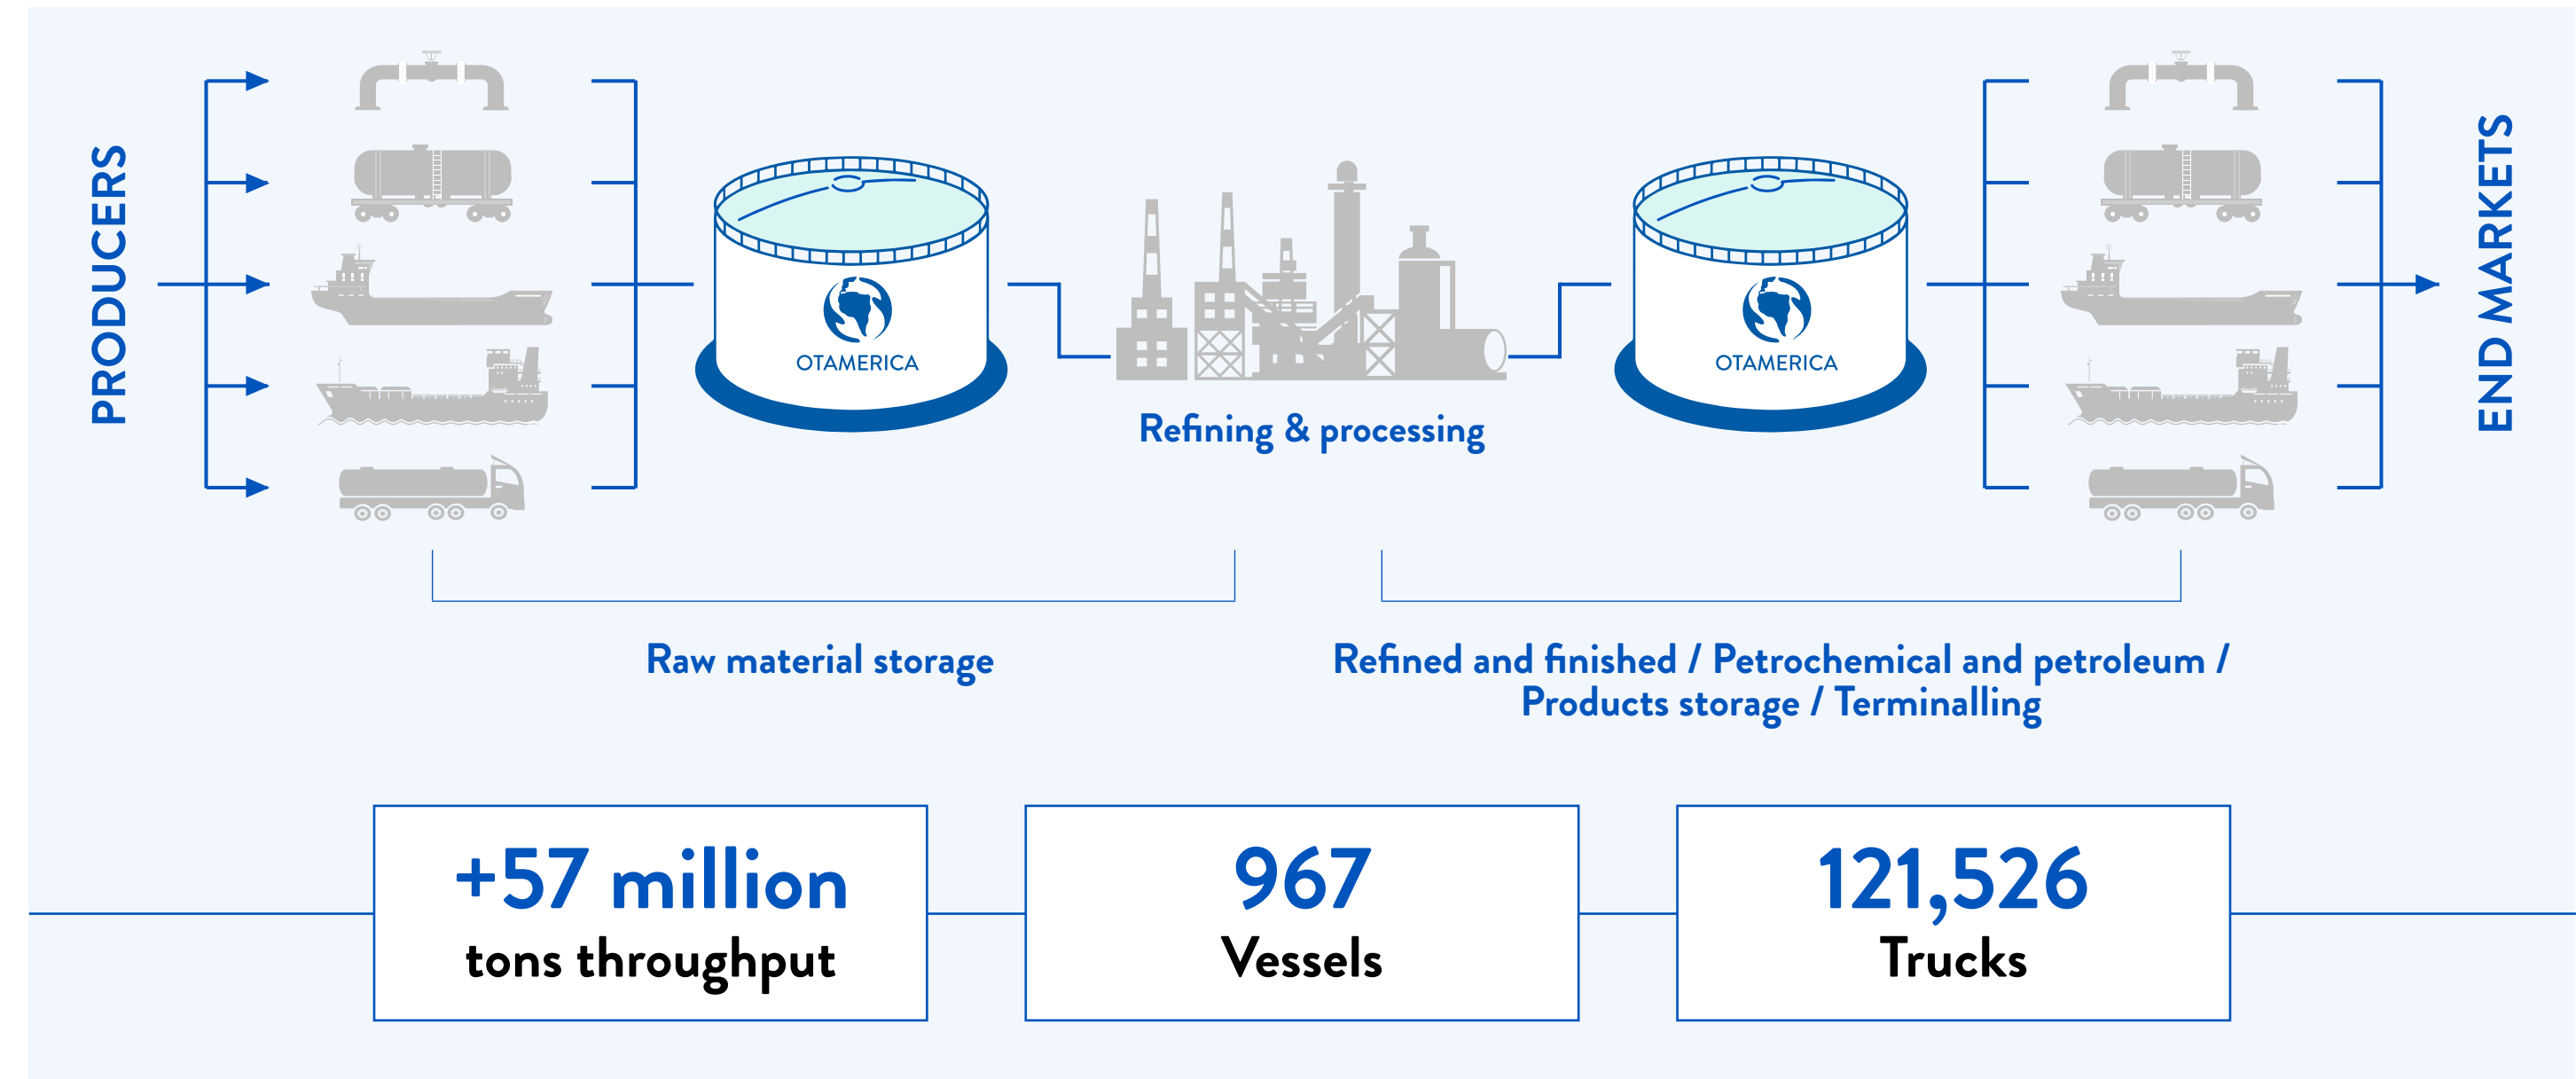 PRODUCERS
OTAMERICA
Refining & processing
OTAMERICA
END MARKETS
Raw material storage
Refined and finished / Petrochemical and petroleum /
Products storage / Terminalling
+57 million
tons throughput
967
Vessels
121,526
Trucks